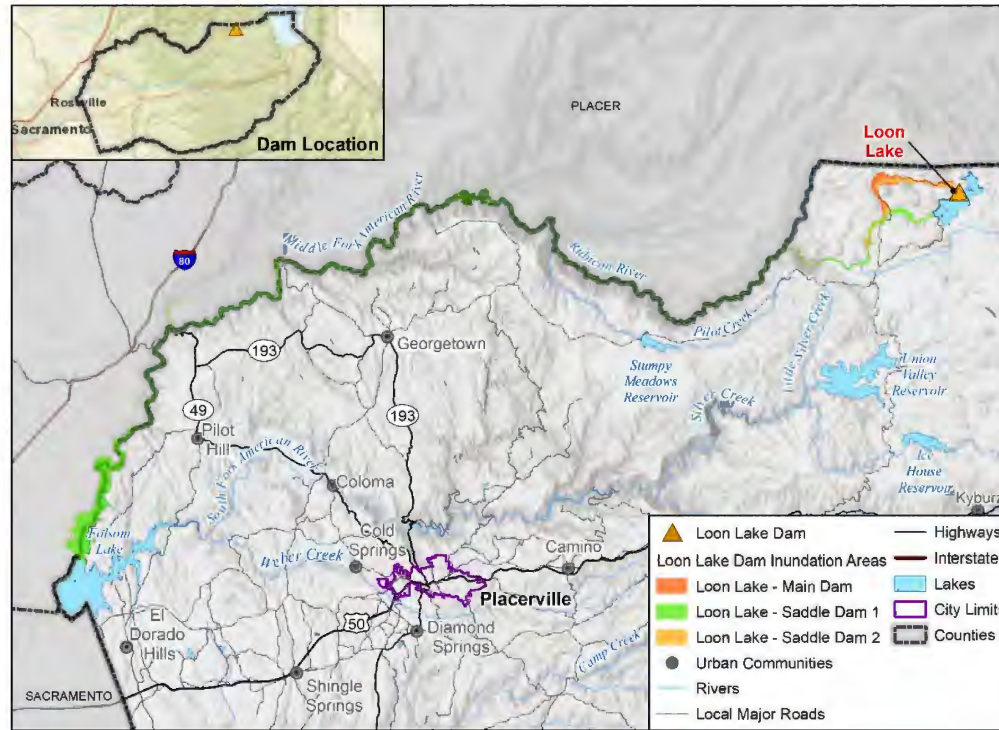 Roseville
Sacramento
Dam Location
PLACER
Loon
Lake
80
Middle Fork American River
Rubicon River
193
Georgetown
Pilot Creek
Stumpy
Meadows
Reservoir
Little Silver Creek
Silver Creek
Union
Valley
Reservoir
49
193
Pilot
Hill
South Fork American River
Coloma
Ice
House
Reservoir
Kyburz
Folsom
Lake
Cold
Springs
Weber Creek
Camino
Placerville
El
Dorado
Hills
50
Diamond
Springs
Camp Creek
Shingle
Springs
SACRAMENTO
Loon Lake Dam
Loon Lake Dam Inundation Areas
Loon Lake - Main Dam
Loon Lake - Saddle Dam 1
Loon Lake - Saddle Dam 2
Urban Communities
Rivers
Local Major Roads
Highways
Interstate
Lakes
City Limits
Counties